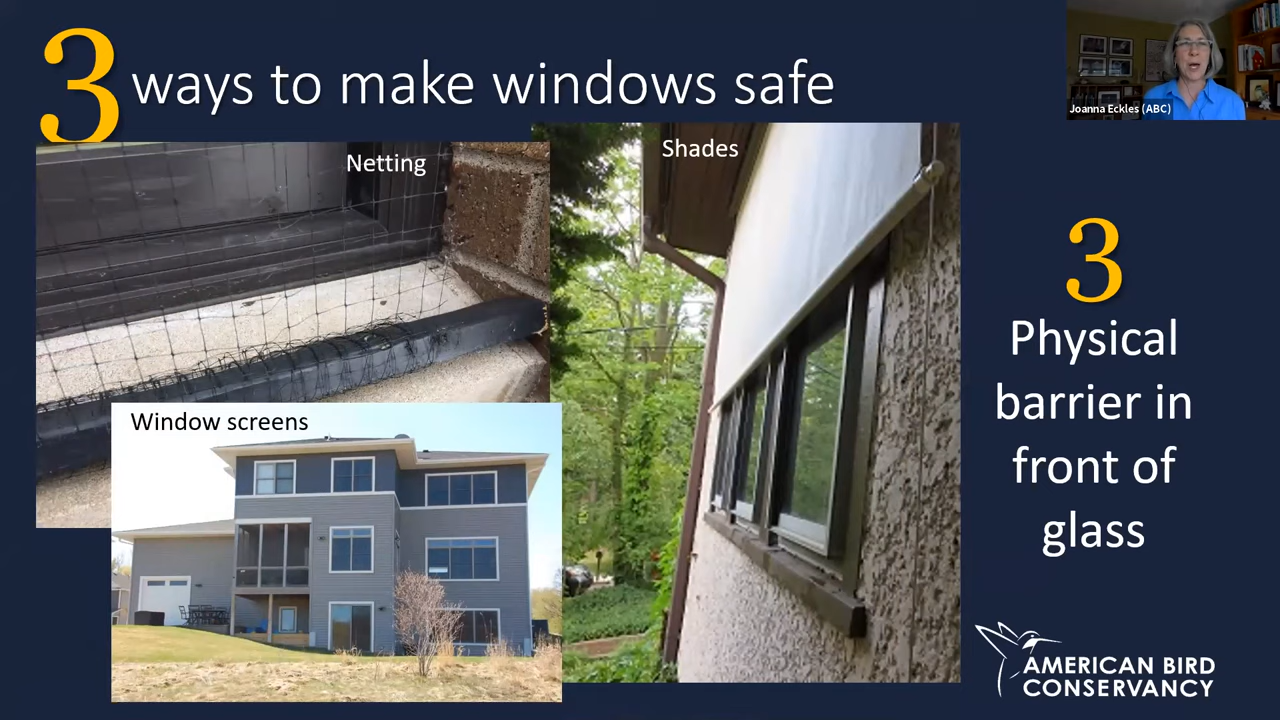 3 ways to make windows safe
Joanna Eckles (ABC)
Netting
Shades
Window screens
3
Physical
barrier in
front of
glass
AMERICAN BIRD
CONSERVANCY